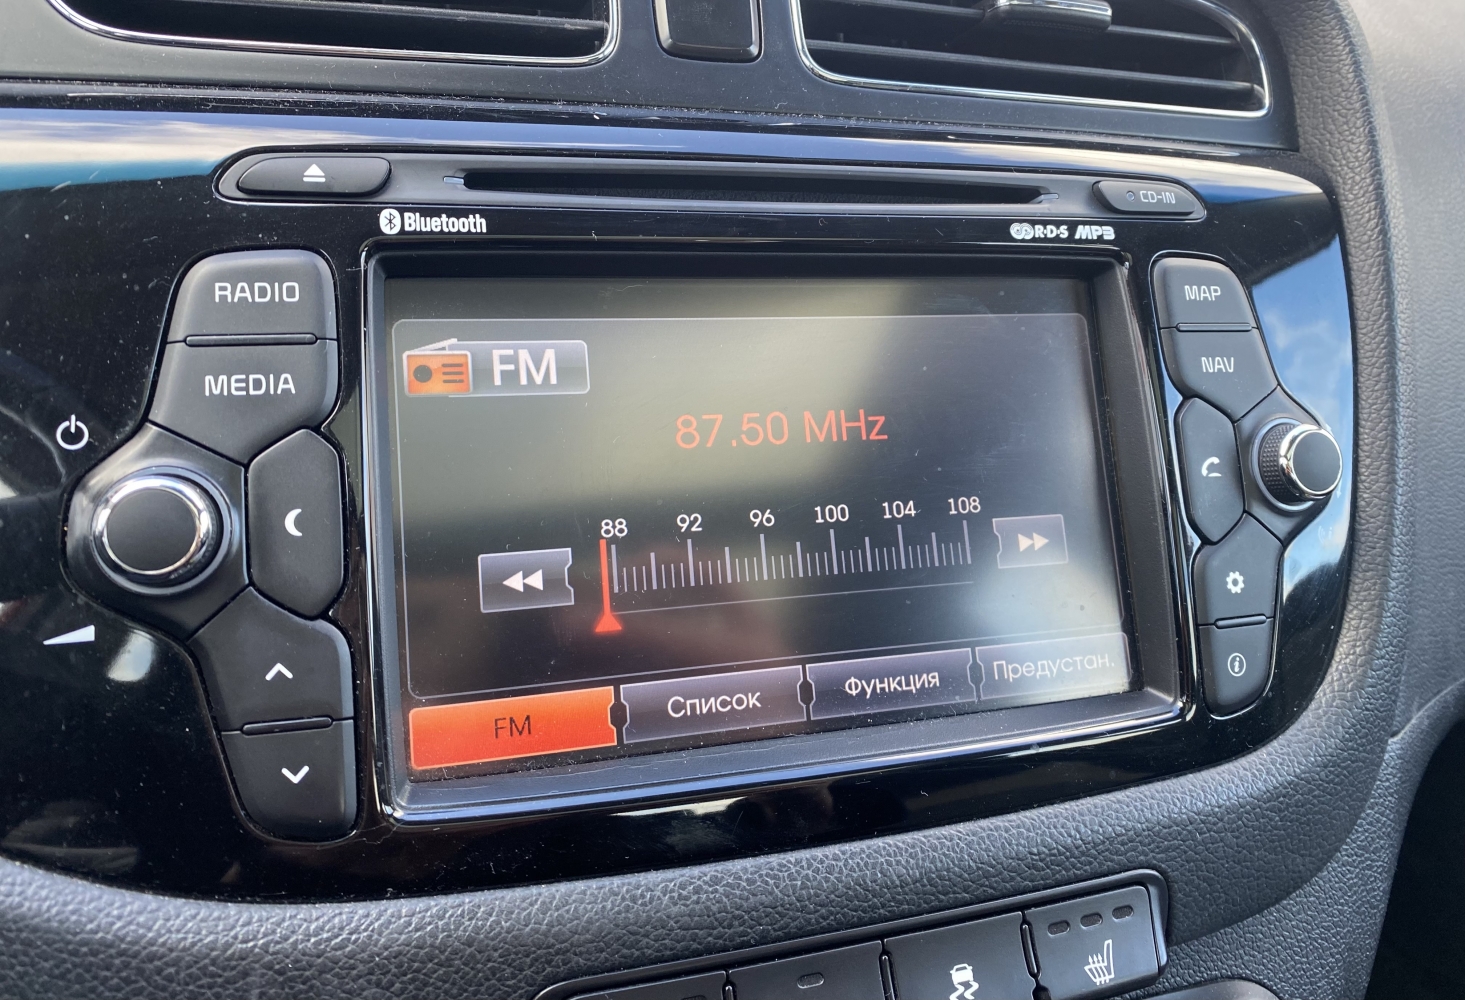 CD-IN
Bluetooth
R·D·S MP3
RADIO
MEDIA
MAP
NAV
FM
87.50 MHz
88 92 96 100 104 108
FM Список Функция Предустан.